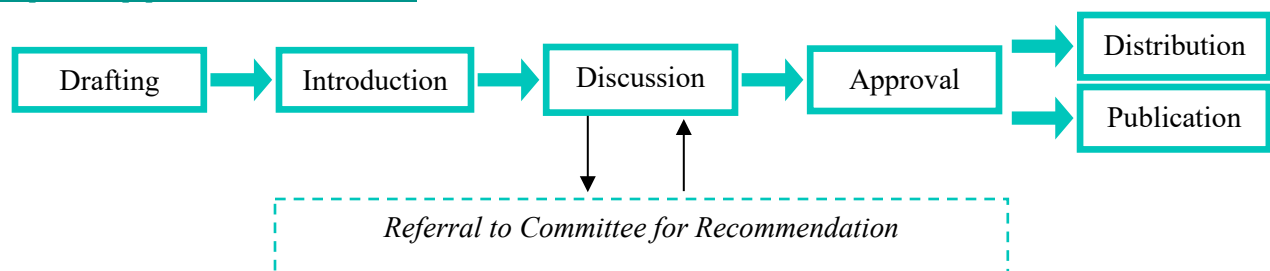 Drafting
Introduction
Discussion
Approval
Distribution
Publication
Referral to Committee for Recommendation